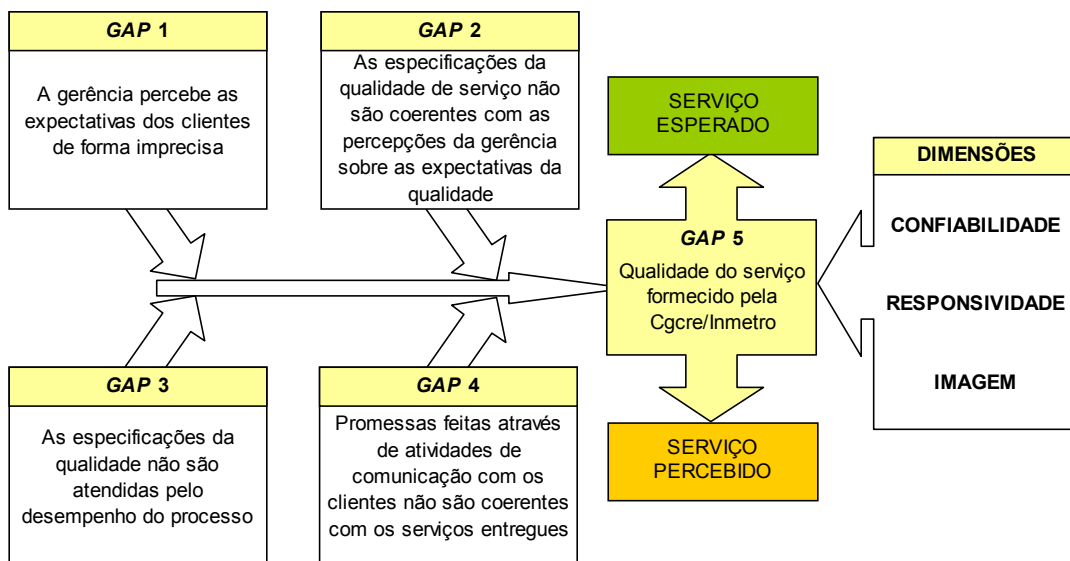 GAP 1
A gerência percebe as
expectativas dos clientes
de forma imprecisa
GAP 2
As especificações da
qualidade de serviço não
são coerentes com as
percepções da gerência
sobre as expectativas da
qualidade
GAP 3
As especificações da
qualidade não são
atendidas pelo
desempenho do processo
GAP 4
Promessas feitas através
de atividades de
comunicação com os
clientes não são coerentes
com os serviços entregues
SERVIÇO
ESPERADO
GAP 5
Qualidade do serviço
formecido pela
Cgcre/Inmetro
SERVIÇO
PERCEBIDO
DIMENSÕES
CONFIABILIDADE
RESPONSIVIDADE
IMAGEM